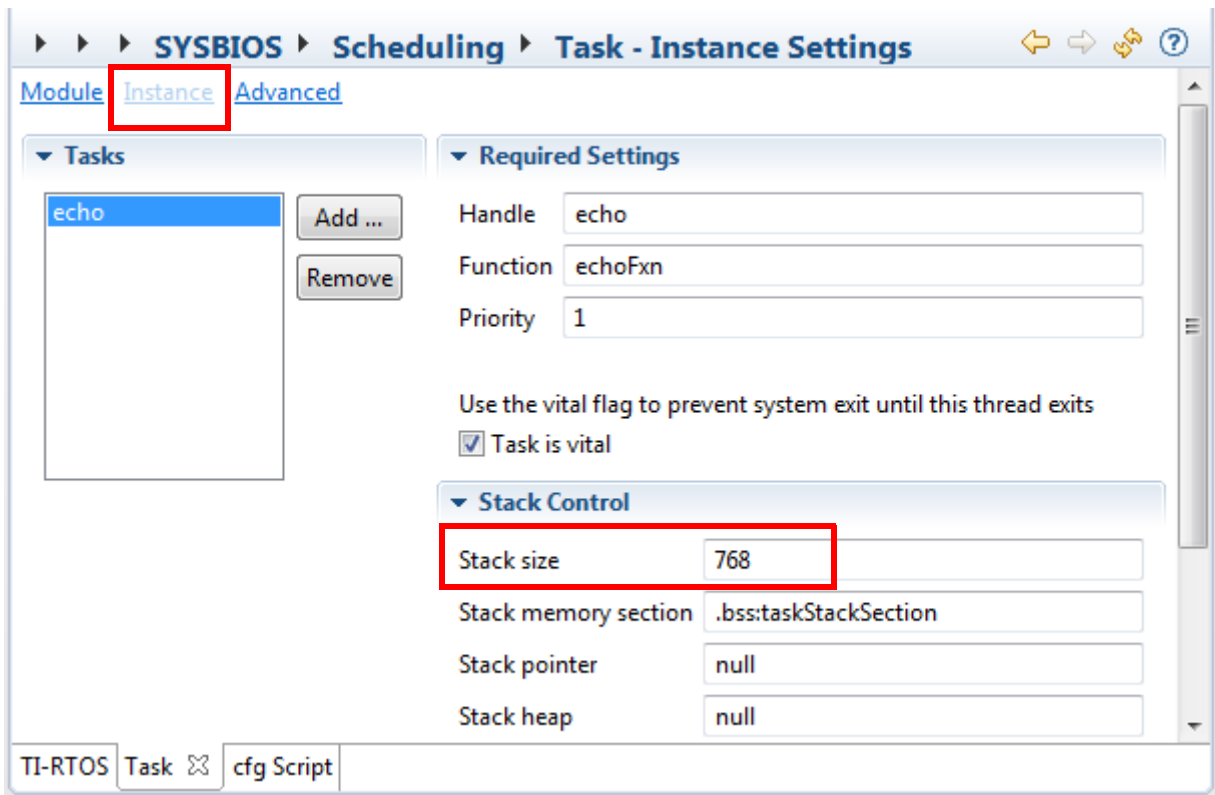 SYSBIOS Scheduling Task - Instance Settings
Module Instance Advanced
Tasks
echo
Add ...
Remove
Required Settings
Handle echo
Function echoFxn
Priority 1
Use the vital flag to prevent system exit until this thread exits
Task is vital
Stack Control
Stack size 768
Stack memory section .bss:taskStackSection
Stack pointer null
Stack heap null
TI-RTOS Task cfg Script